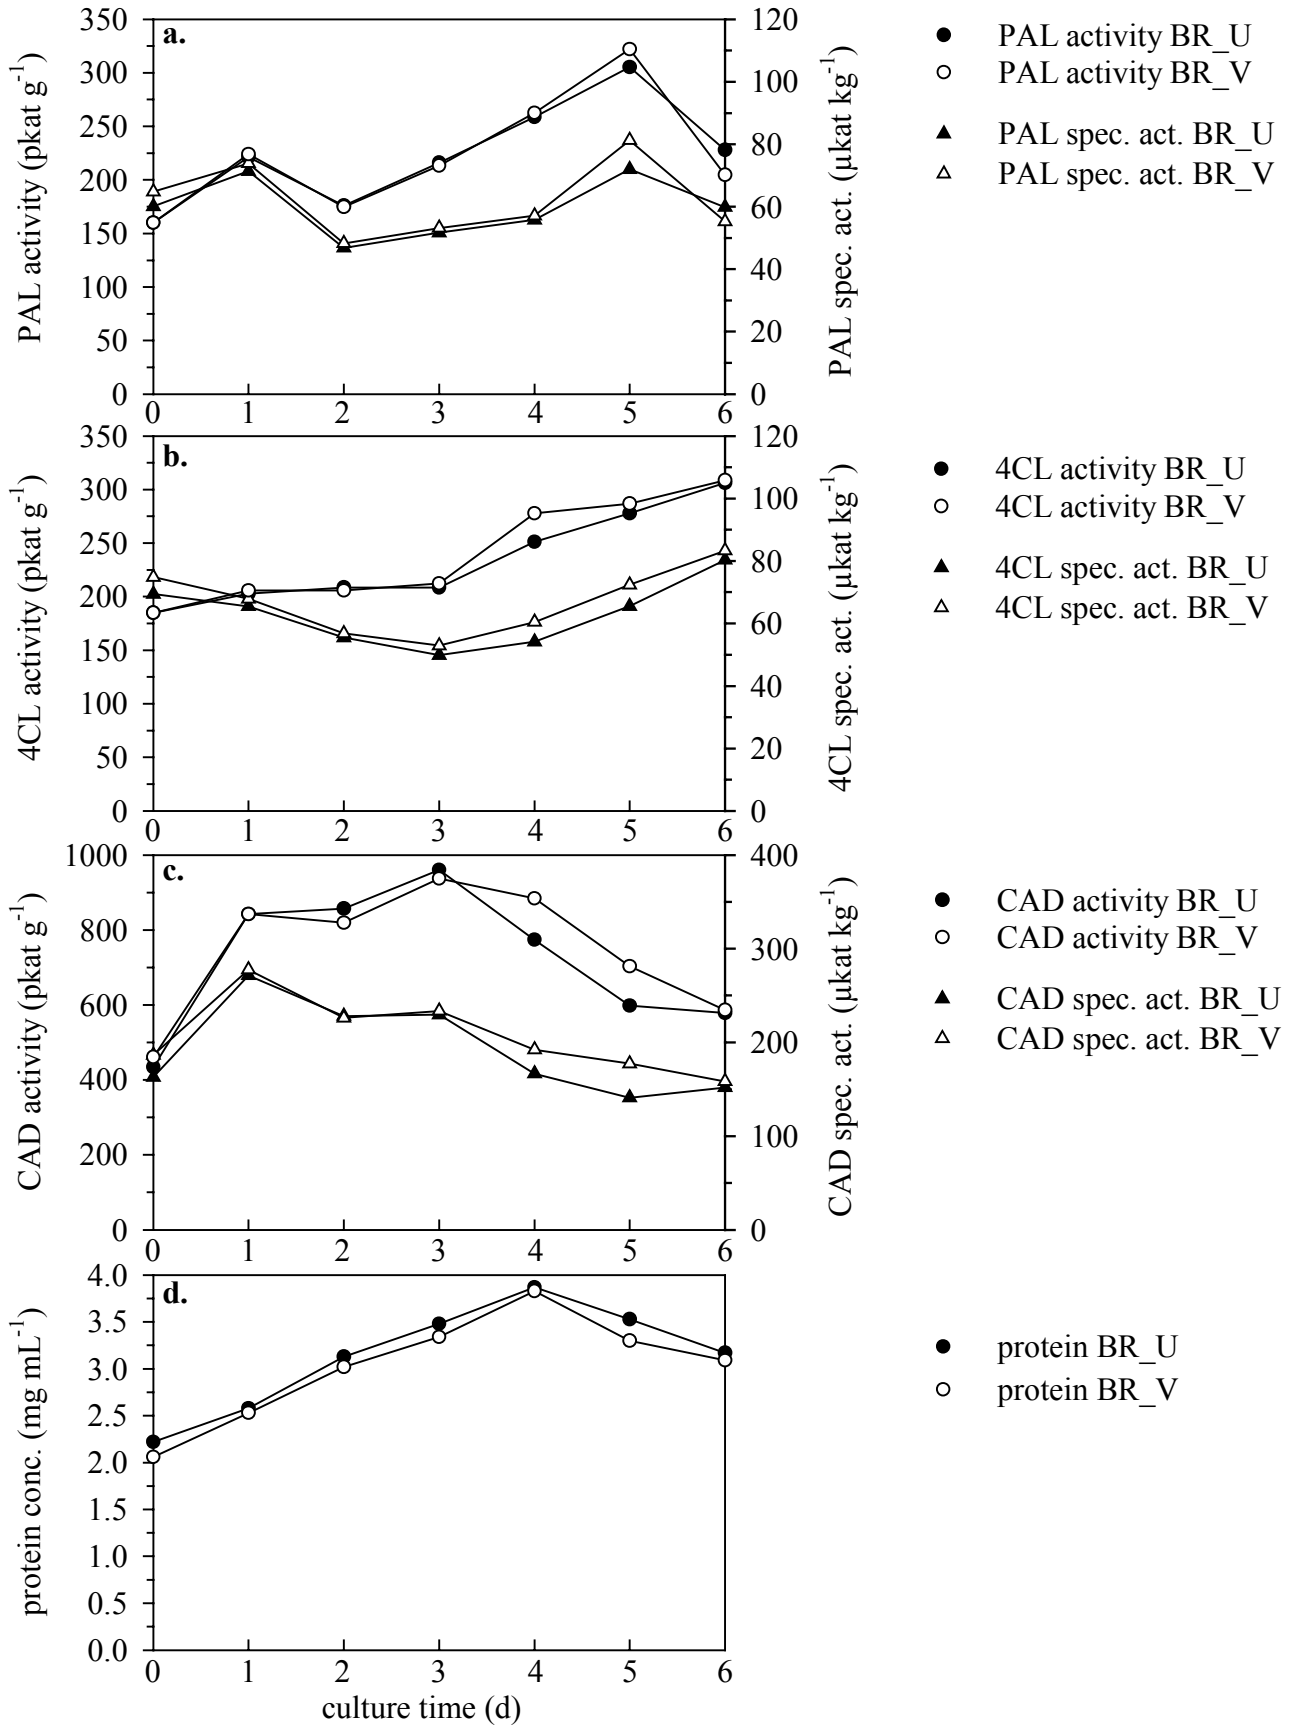 a.
PAL activity (pkat g-1)
350
300
250
200
150
100
50
0
0 1 2 3 4 5 6
120
100
80
60
40
20
0
PAL spec. act. (µkat kg-1)
PAL activity BR_U
PAL activity BR_V
PAL spec. act. BR_U
PAL spec. act. BR_V
b.
4CL activity (pkat g-1)
350
300
250
200
150
100
50
0
0 1 2 3 4 5 6
120
100
80
60
40
20
0
4CL spec. act. (µkat kg-1)
4CL activity BR_U
4CL activity BR_V
4CL spec. act. BR_U
4CL spec. act. BR_V
c.
CAD activity (pkat g-1)
1000
800
600
400
200
0
0 1 2 3 4 5 6
400
300
200
100
0
CAD spec. act. (µkat kg-1)
CAD activity BR_U
CAD activity BR_V
CAD spec. act. BR_U
CAD spec. act. BR_V
d.
protein conc. (mg mL-1)
4.0
3.5
3.0
2.5
2.0
1.5
1.0
0.5
0.0
0 1 2 3 4 5 6
culture time (d)
protein BR_U
protein BR_V